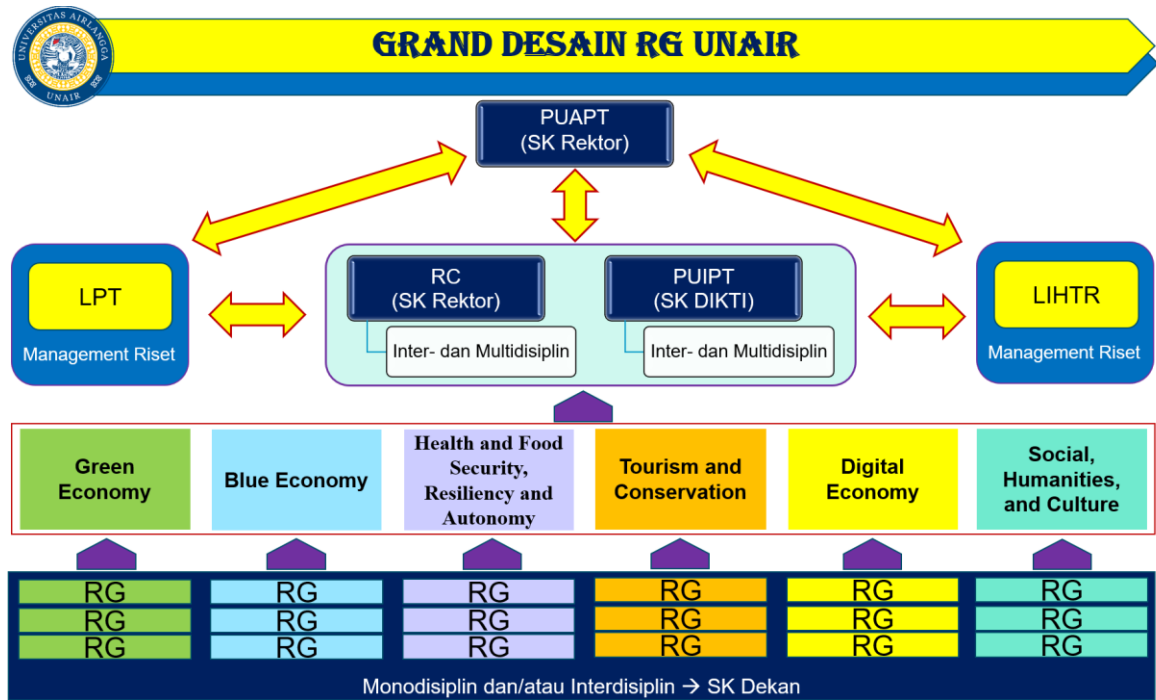 UNIVERSITAS AIRLANGGA
UNAIR
GRAND DESAIN RG UNAIR
PUAPT
(SK Rektor)
LPT
Management Riset
RC
(SK Rektor)
Inter- dan Multidisiplin
PUIPT
(SK DIKTI)
Inter- dan Multidisiplin
LIHTR
Management Riset
Green
Economy
Blue Economy
Health and Food
Security,
Resiliency and
Autonomy
Tourism and
Conservation
Digital
Economy
Social,
Humanities,
and Culture
RG RG RG RG RG RG
RG RG RG RG RG RG
RG RG RG RG RG RG
Monodisiplin dan/atau Interdisiplin → SK Dekan